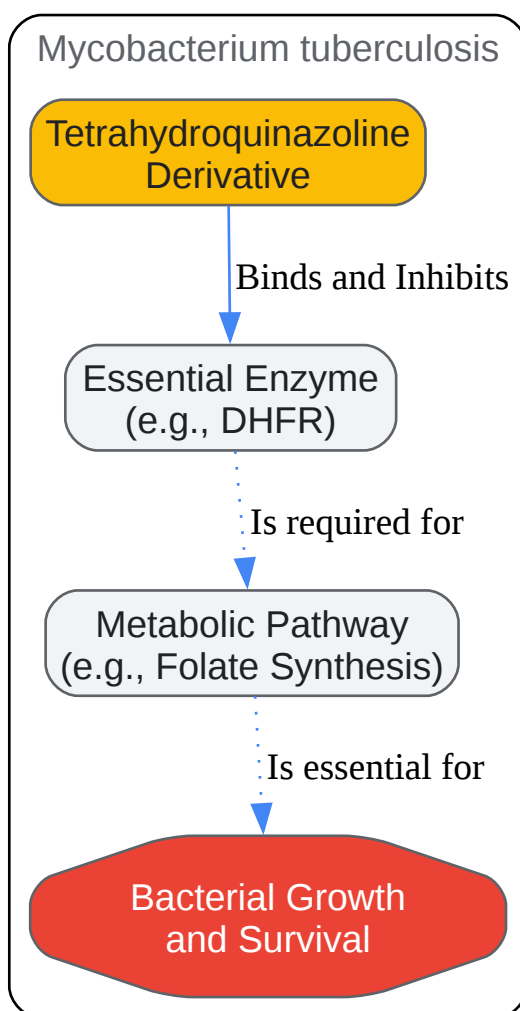 Mycobacterium tuberculosis
Tetrahydroquinazoline
Derivative
Binds and Inhibits
Essential Enzyme
(e.g., DHFR)
Is required for
Metabolic Pathway
(e.g., Folate Synthesis)
Is essential for
Bacterial Growth
and Survival